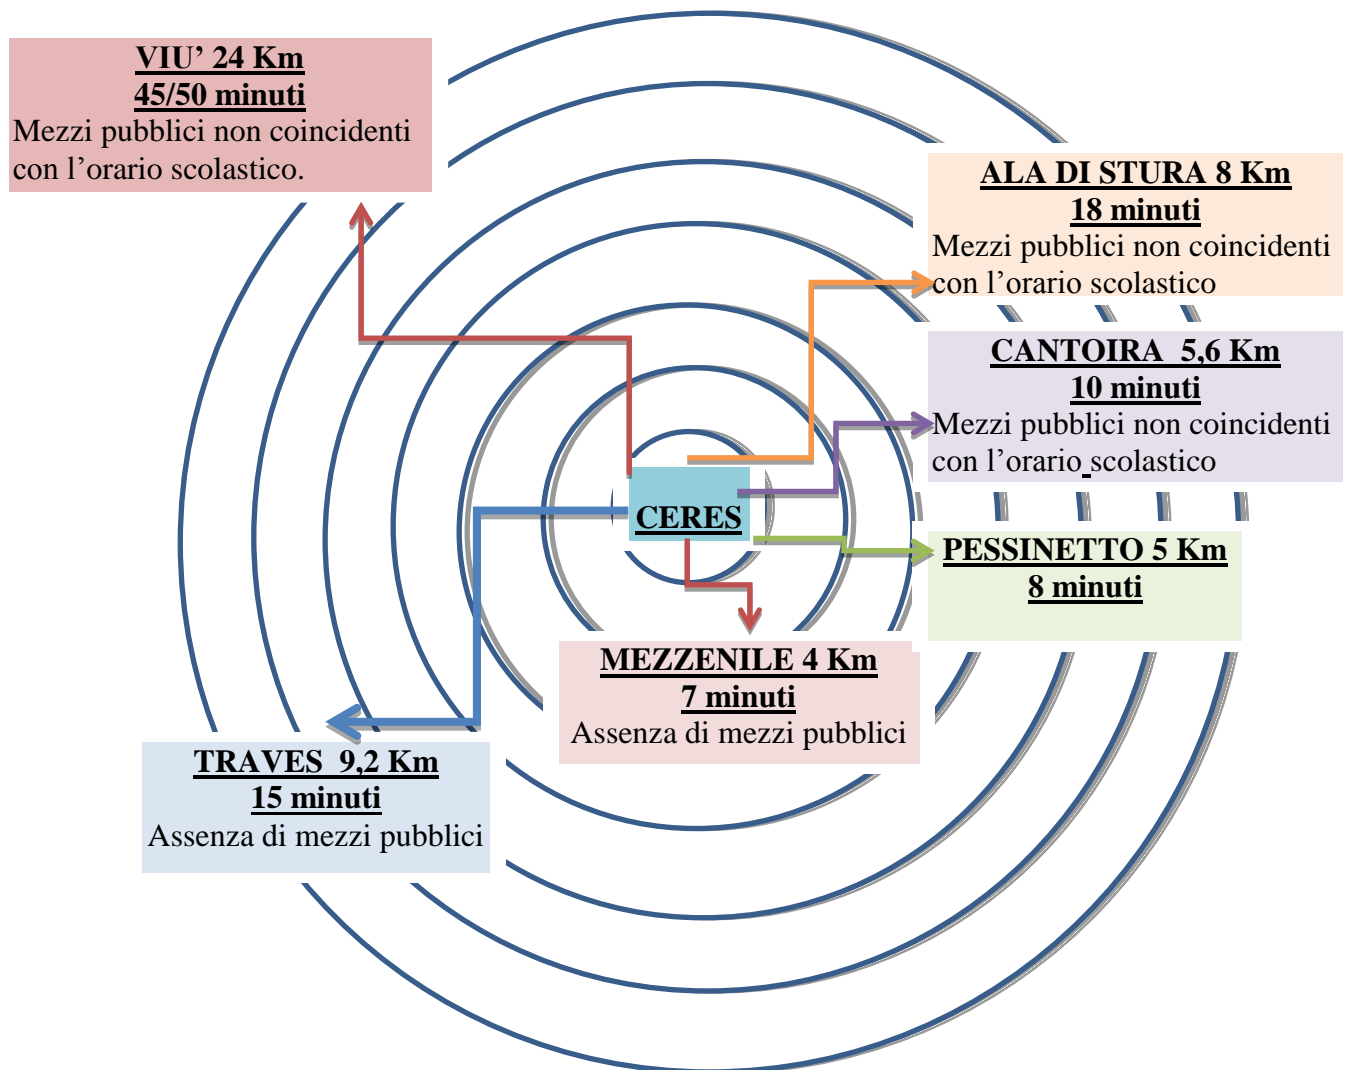 VIU’ 24 Km
45/50 minuti
Mezzi pubblici non coincidenti
con l’orario scolastico.
ALA DI STURA 8 Km
18 minuti
Mezzi pubblici non coincidenti
con l’orario scolastico
CANTOIRA 5,6 Km
10 minuti
Mezzi pubblici non coincidenti
con l’orario scolastico
CERES
PESSINETTO 5 Km
8 minuti
MEZZENILE 4 Km
7 minuti
Assenza di mezzi pubblici
TRAVES 9,2 Km
15 minuti
Assenza di mezzi pubblici